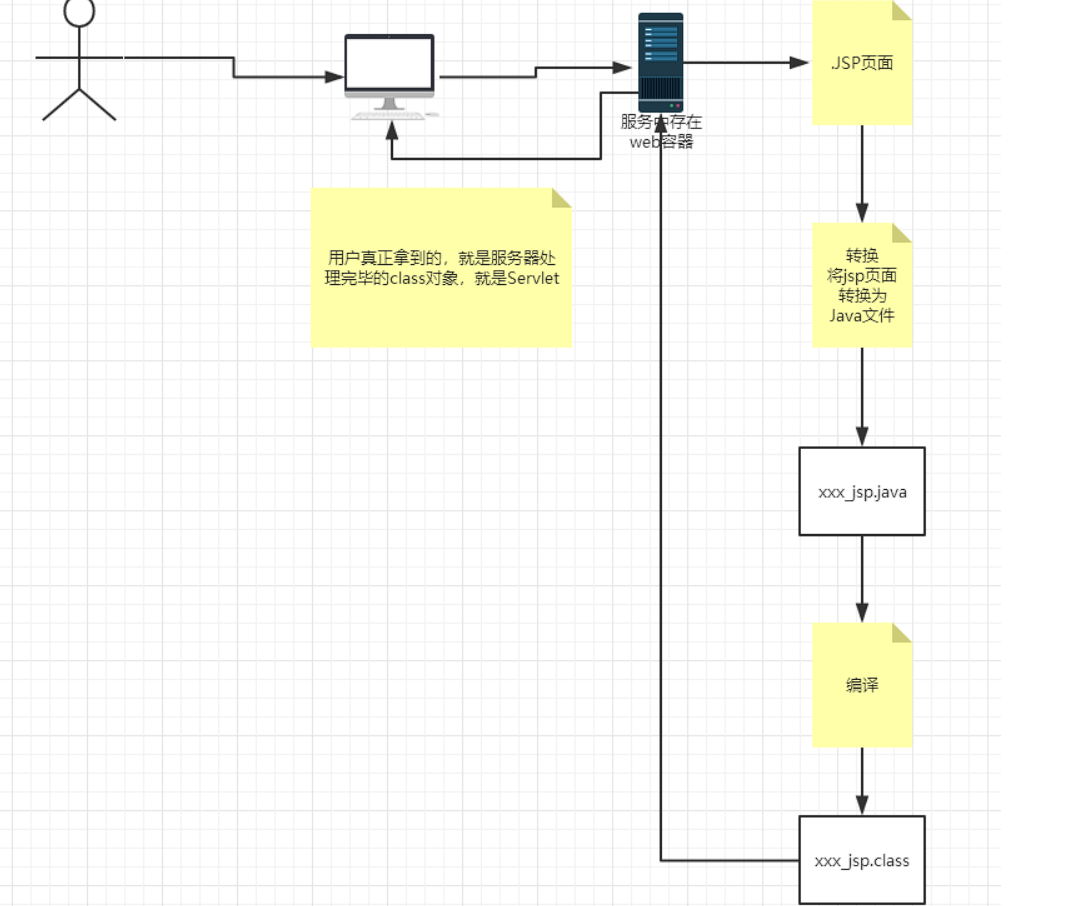 .JSP页面
服务中存在
web容器
用户真正拿到的，就是服务器处
理完毕的class对象，就是Servlet
转换
将jsp页面
转换为
Java文件
xxx_jsp.java
编译
xxx_jsp.class